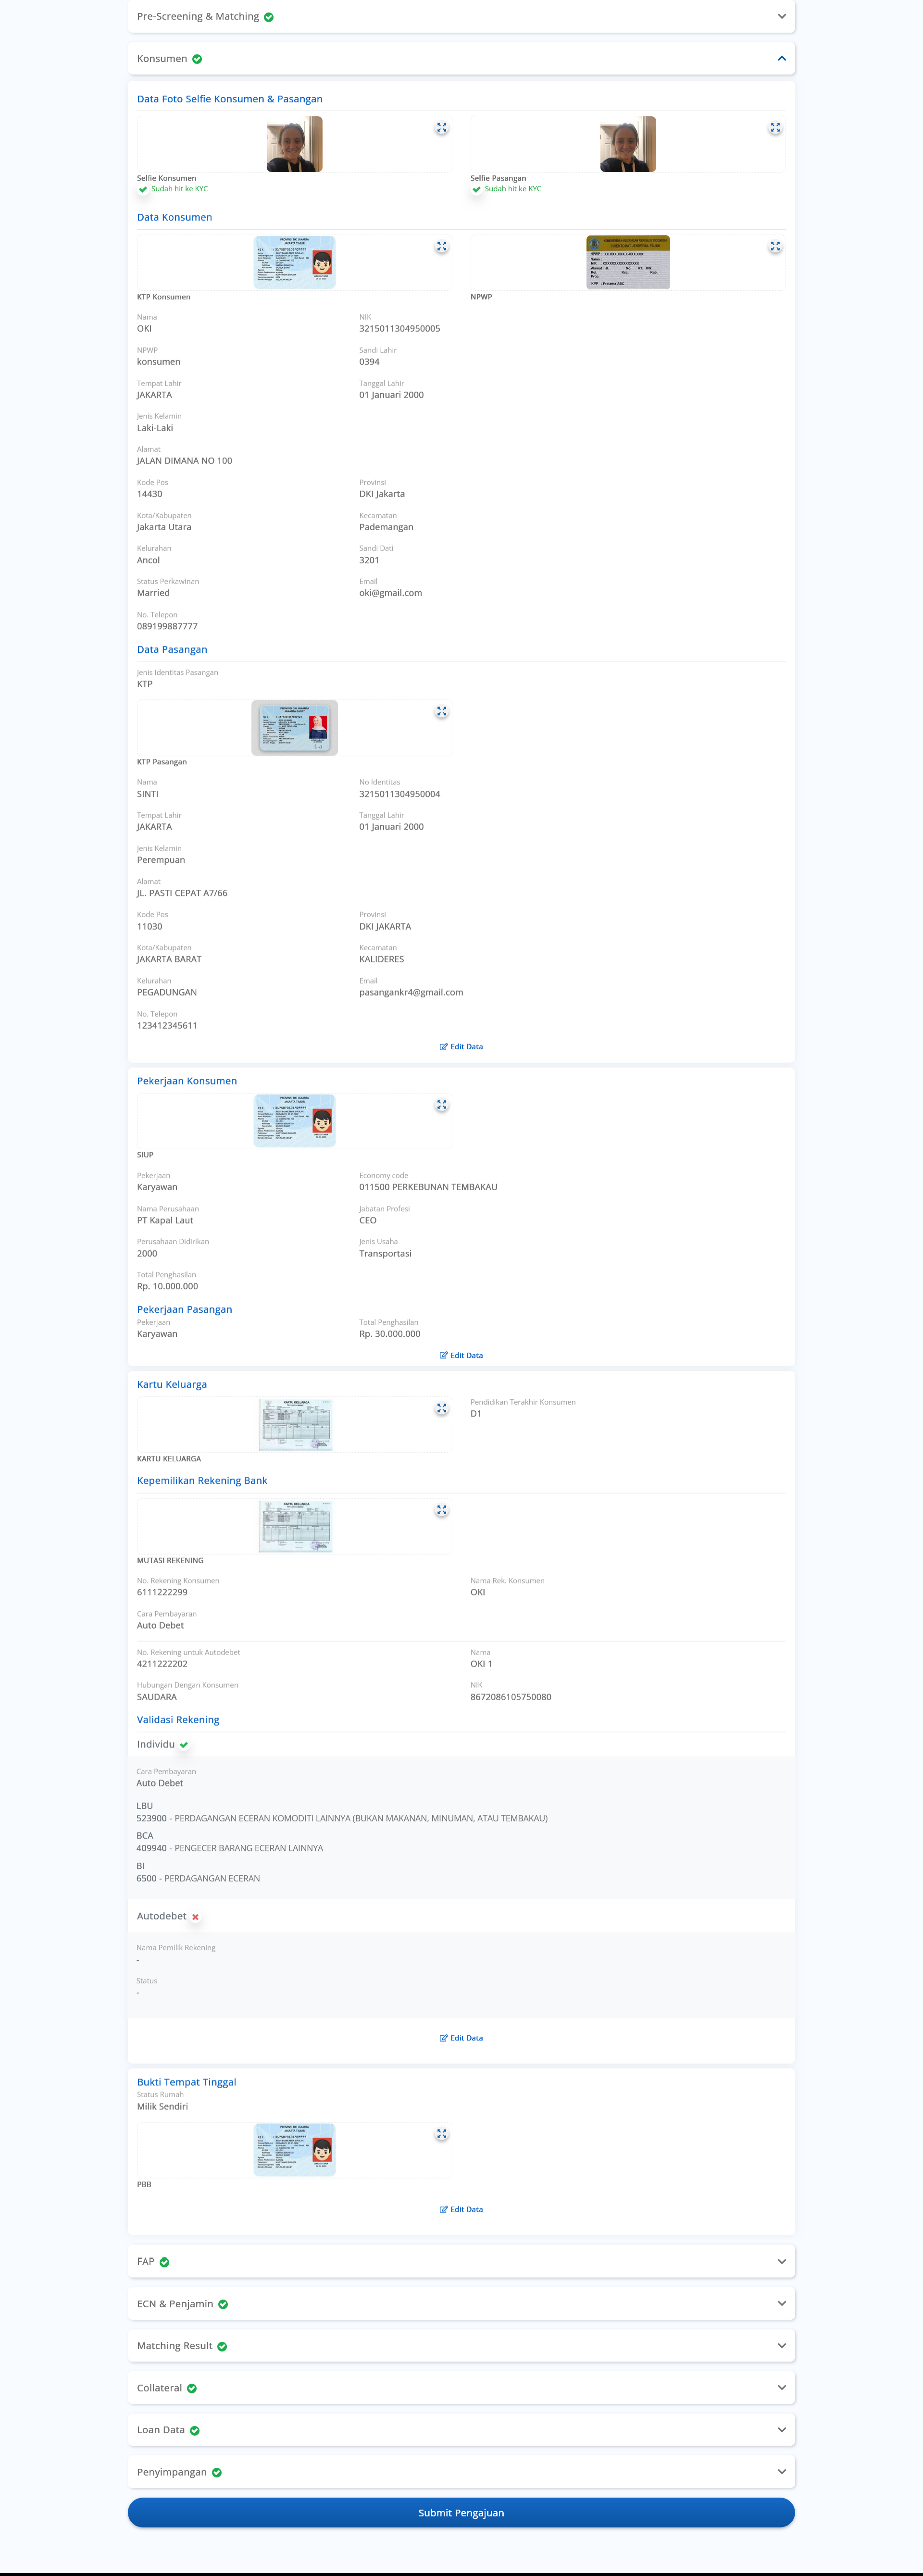 Pre-Screening & Matching
Konsumen
Data Foto Selfie Konsumen & Pasangan
Selfie Konsumen
Sudah hit ke KYC
Selfie Pasangan
Sudah hit ke KYC
Data Konsumen
KTP Konsumen
NPWP
Nama
OKI
NIK
3215011304950005
NPWP
konsumen
Sandi Lahir
0394
Tempat Lahir
JAKARTA
Tanggal Lahir
01 Januari 2000
Jenis Kelamin
Laki-Laki
Alamat
JALAN DIMANA NO 100
Kode Pos
14430
Provinsi
DKI Jakarta
Kota/Kabupaten
Jakarta Utara
Kecamatan
Pademangan
Kelurahan
Ancol
Sandi Dati
3201
Status Perkawinan
Married
Email
oki@gmail.com
No. Telepon
089199887777
Data Pasangan
Jenis Identitas Pasangan
KTP
KTP Pasangan
Nama
SINTI
No Identitas
3215011304950004
Tempat Lahir
JAKARTA
Tanggal Lahir
01 Januari 2000
Jenis Kelamin
Perempuan
Alamat
JL. PASTI CEPAT A7/66
Kode Pos
11030
Provinsi
DKI JAKARTA
Kota/Kabupaten
JAKARTA BARAT
Kecamatan
KALIDERES
Kelurahan
PEGADUNGAN
Email
pasangankr4@gmail.com
No. Telepon
123412345611
Edit Data
Pekerjaan Konsumen
SIUP
Pekerjaan
Karyawan
Economy code
011500 PERKEBUNAN TEMBAKAU
Nama Perusahaan
PT Kapal Laut
Jabatan Profesi
CEO
Perusahaan Didirikan
2000
Jenis Usaha
Transportasi
Total Penghasilan
Rp. 10.000.000
Pekerjaan Pasangan
Pekerjaan
Karyawan
Total Penghasilan
Rp. 30.000.000
Edit Data
Kartu Keluarga
KARTU KELUARGA
Pendidikan Terakhir Konsumen
D1
KARTU KELUARGA
Kepemilikan Rekening Bank
KARTU KELUARGA
MUTASI REKENING
No. Rekening Konsumen
6111222299
Nama Rek. Konsumen
OKI
Cara Pembayaran
Auto Debet
No. Rekening untuk Autodebet
4211222202
Nama
OKI 1
Hubungan Dengan Konsumen
SAUDARA
NIK
8672086105750080
Validasi Rekening
Individu
Cara Pembayaran
Auto Debet
LBU
523900 - PERDAGANGAN ECERAN KOMODITI LAINNYA (BUKAN MAKANAN, MINUMAN, ATAU TEMBAKAU)
BCA
409940 - PENGECER BARANG ECERAN LAINNYA
BI
6500 - PERDAGANGAN ECERAN
Autodebet
Nama Pemilik Rekening
-
Status
-
Edit Data
Bukti Tempat Tinggal
Status Rumah
Milik Sendiri
PBB
Edit Data
FAP
ECN & Penjamin
Matching Result
Collateral
Loan Data
Penyimpangan
Submit Pengajuan